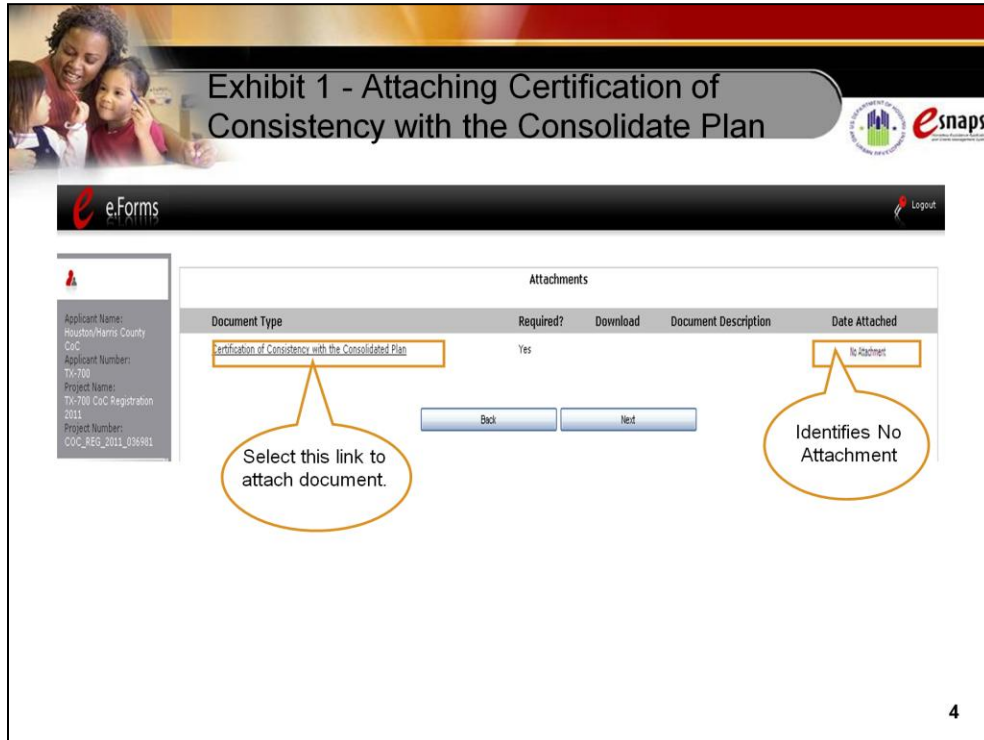 Exhibit 1 - Attaching Certification of
Consistency with the Consolidate Plan
esnaps
e e.Forms
Logout
Attachments
Applicant Name:
Houston/Harris County
CoC
Applicant Number:
TX-700
Project Name:
TX-700 CoC Registration
2011
Project Number:
COC_REG_2011_036981
Document Type Required? Download Document Description Date Attached
Certification of Consistency with the Consolidated Plan Yes No Attachment
Back Next
Select this link to
attach document.
Identifies No
Attachment
4